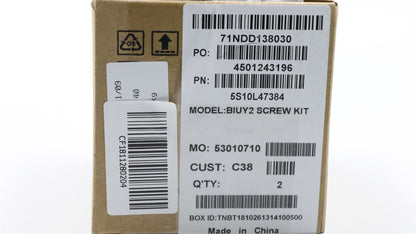 71NDD138030
PO:
4501243196
PN:
5S10L47384
MODEL:BIUY2 SCREW KIT
MO: 53010710
CUST: C38
Q'TY: 2
BOX ID:TNBT1810261314100500
Made in China
CF1811280204